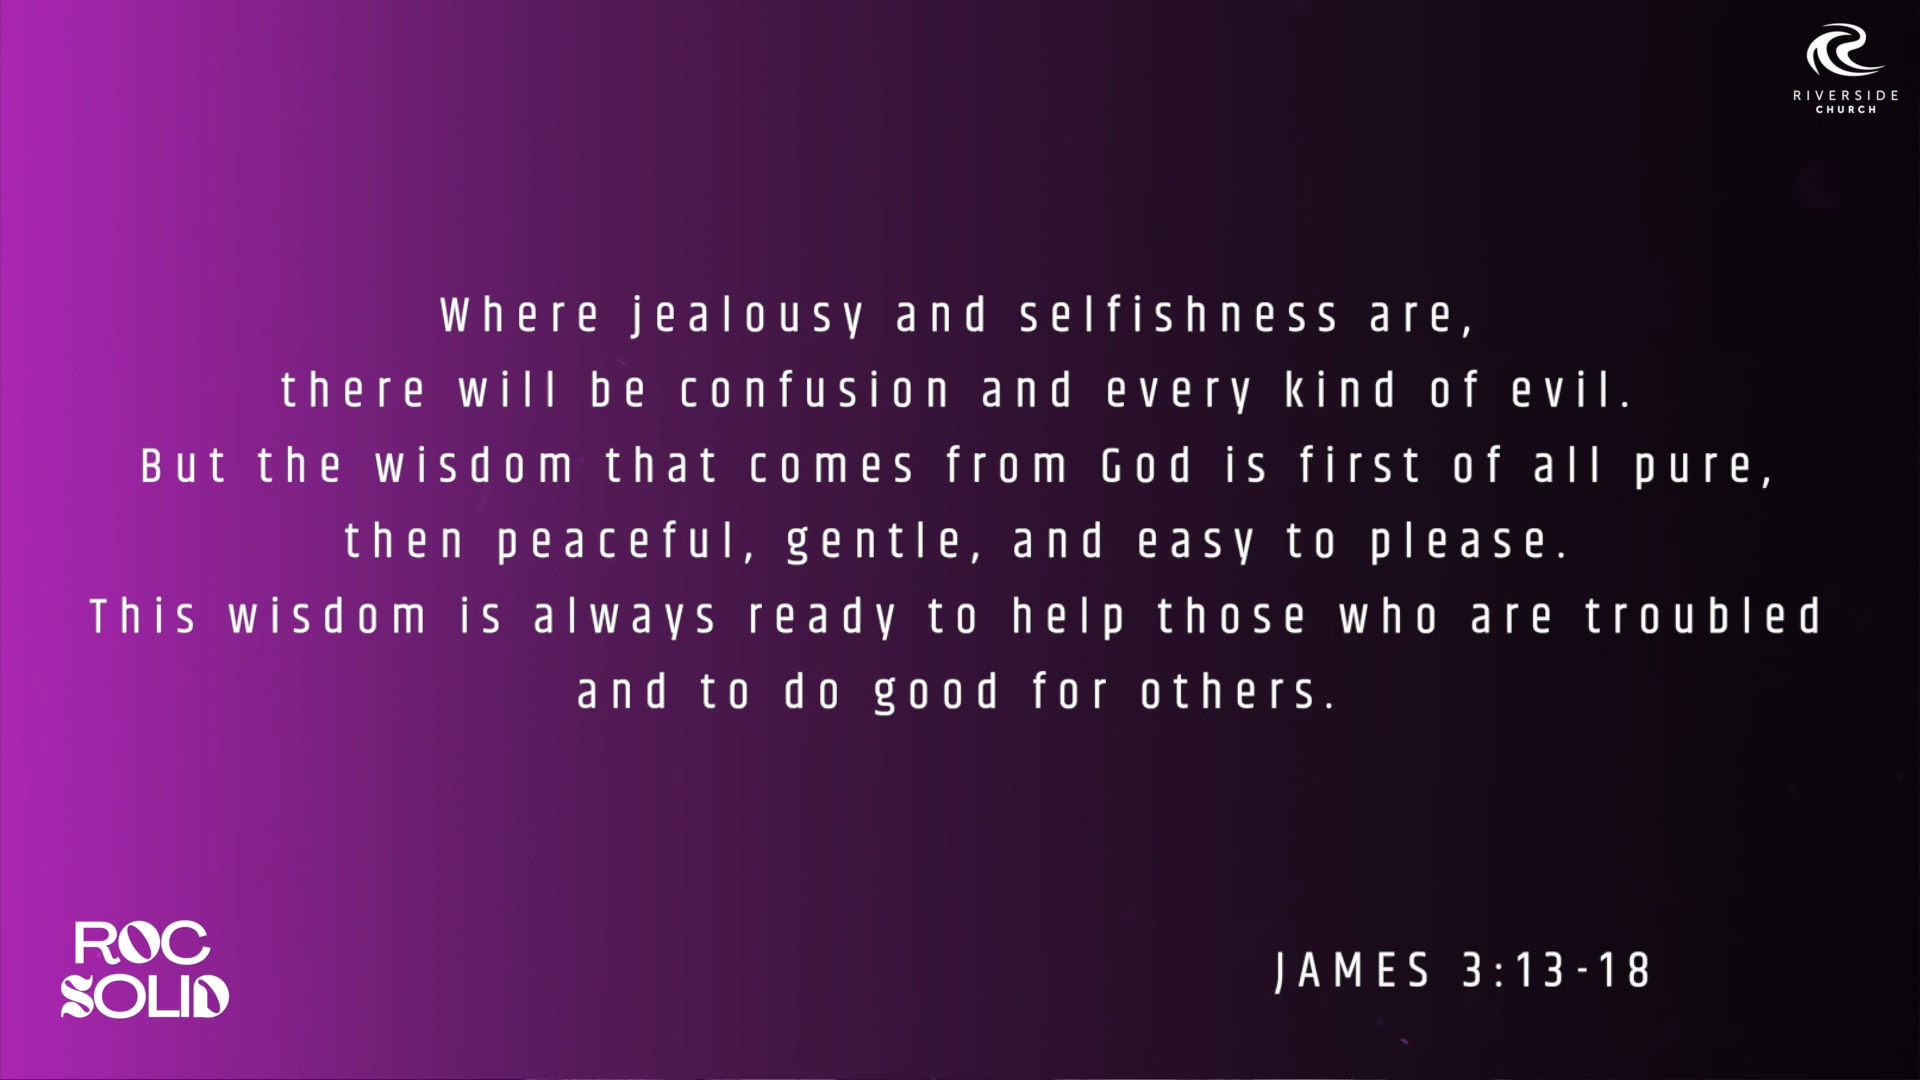 RIVERSIDE
CHURCH
Where jealousy and selfishness are,
there will be confusion and every kind of evil.
But the wisdom that comes from God is first of all pure,
then peaceful, gentle, and easy to please.
This wisdom is always ready to help those who are troubled
and to do good for others.
ROC
SOLID
JAMES 3:13-18